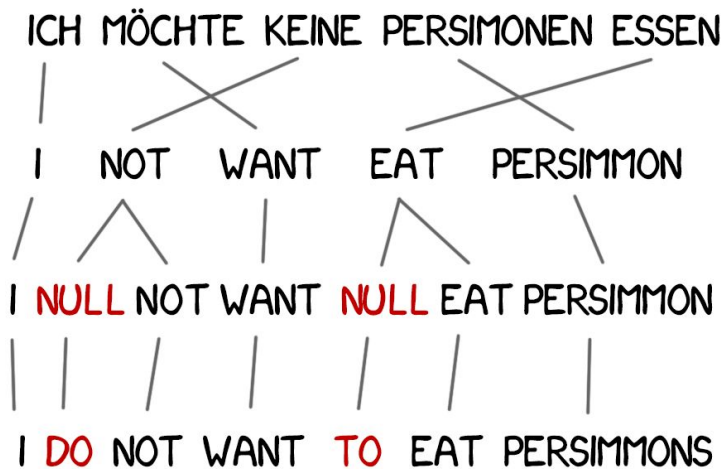 ICH MÖCHTE KEINE PERSIMONEN ESSEN
I NOT WANT EAT PERSIMMON
I NULL NOT WANT NULL EAT PERSIMMON
I DO NOT WANT TO EAT PERSIMMONS